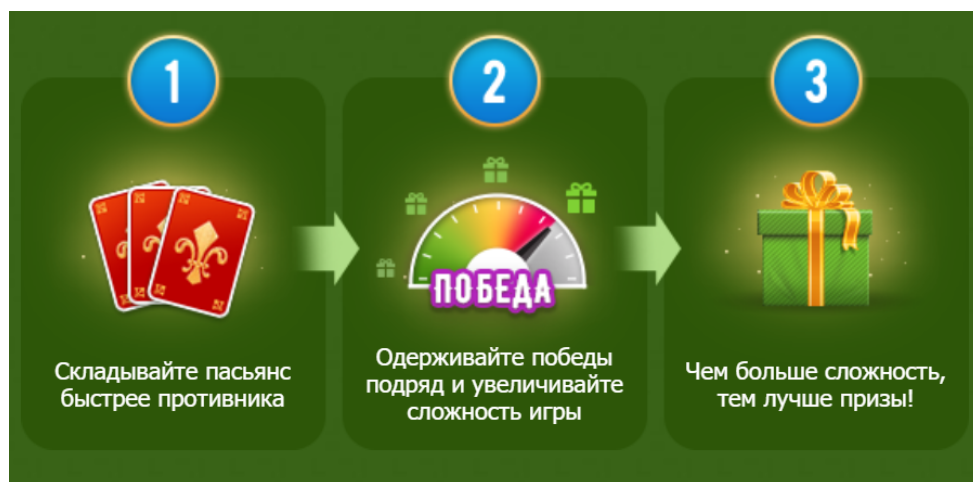 1
2
3
ПОБЕДА
Складывайте пасьянс
быстрее противника
Одерживайте победы
подряд и увеличивайте
сложность игры
Чем больше сложность,
тем лучше призы!